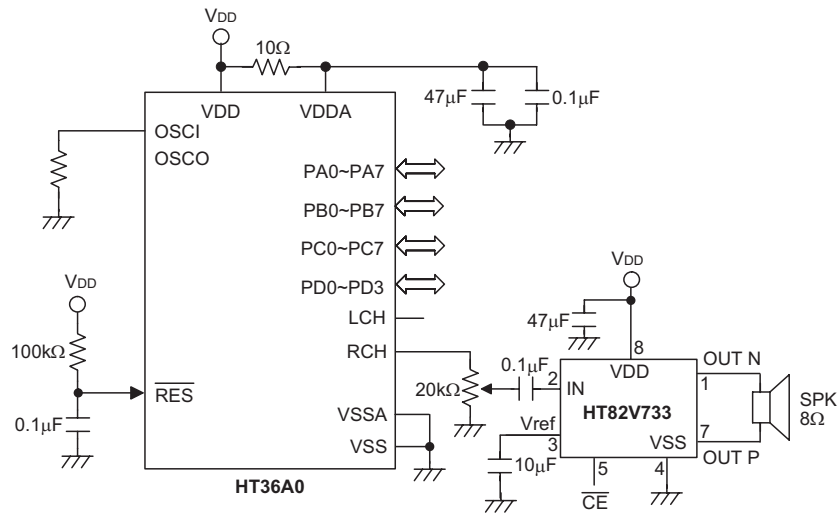 VDD
10Ω
VDD
VDDA
47μF
0.1μF
OSCI
OSCO
PA0~PA7
PB0~PB7
PC0~PC7
PD0~PD3
LCH
RCH
VDD
100kΩ
RES
0.1μF
VSSA
VSS
HT36A0
20kΩ
0.1μF
VDD
47μF
8
VDD
OUT N
1
2
IN
HT82V733
Vref
3
VSS
7
OUT P
10μF
5
4
CE
SPK
8Ω